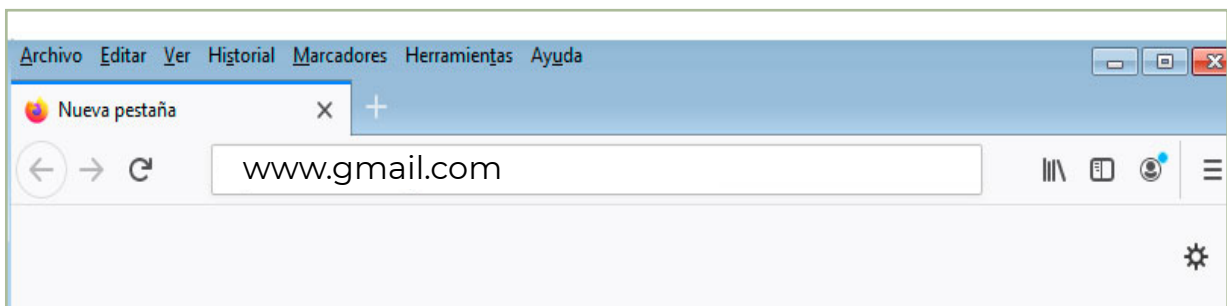 Archivo Editar Ver Historial Marcadores Herramientas Ayuda
Nueva pestaña
www.gmail.com